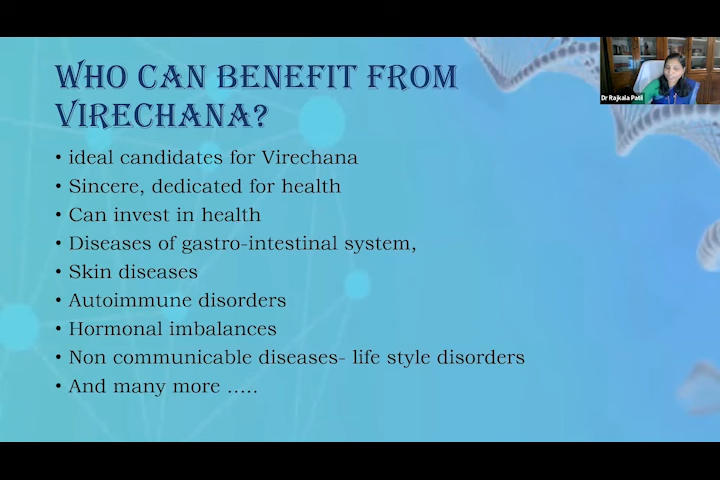 WHO CAN BENEFIT FROM
VIRECHANA?
• ideal candidates for Virechana
• Sincere, dedicated for health
• Can invest in health
• Diseases of gastro-intestinal system,
• Skin diseases
• Autoimmune disorders
• Hormonal imbalances
• Non communicable diseases- life style disorders
• And many more …..
Dr Rajkala Patil